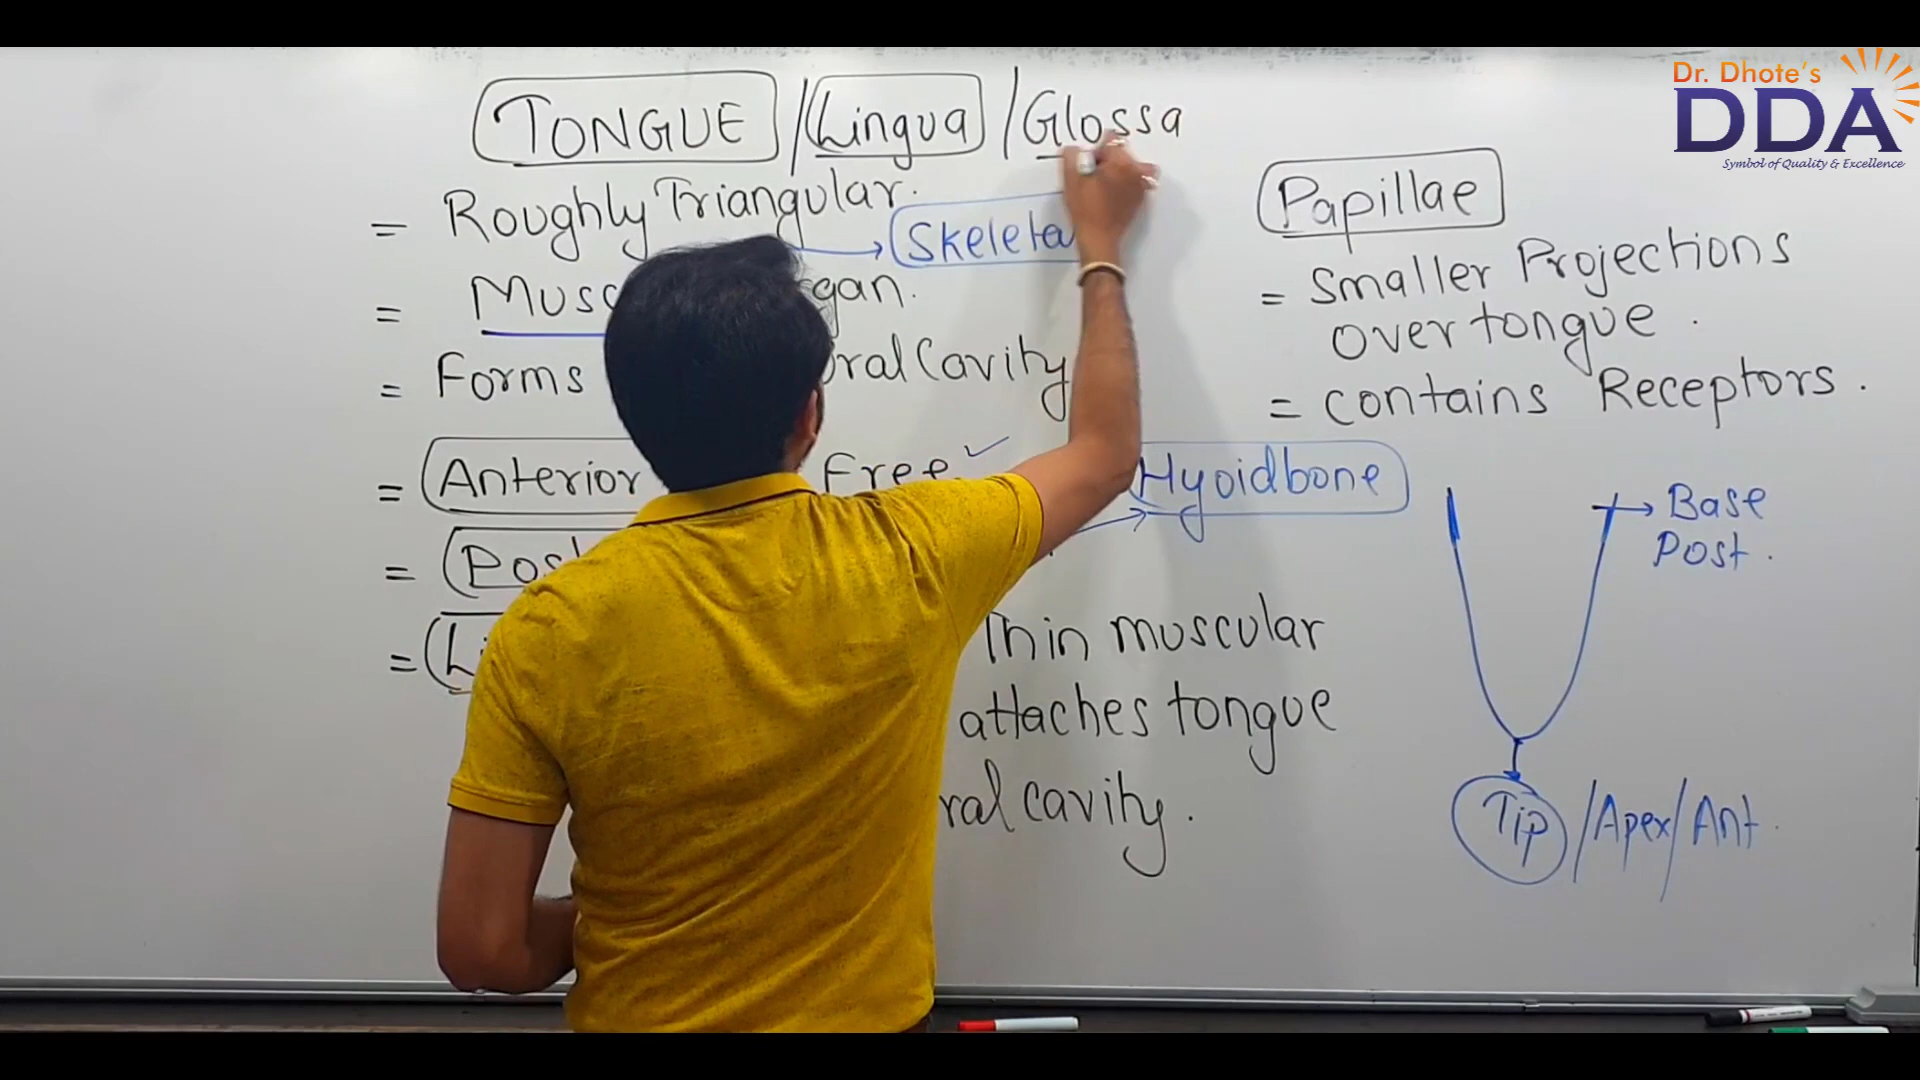 TONGUE / Lingua / Glossa
= Roughly Triangular.
Skeleta
= Musc gan.
= Forms oral Cavity
= Anterior Free ✓
Hyoidbone
= Pos
= Li Thin muscular
attaches tongue
ral cavity.
Papillae
= Smaller Projections
over tongue.
= contains Receptors.
Base
Post.
Tip / Apex / Ant.
Dr. Dhote's
DDA
Symbol of Quality & Excellence